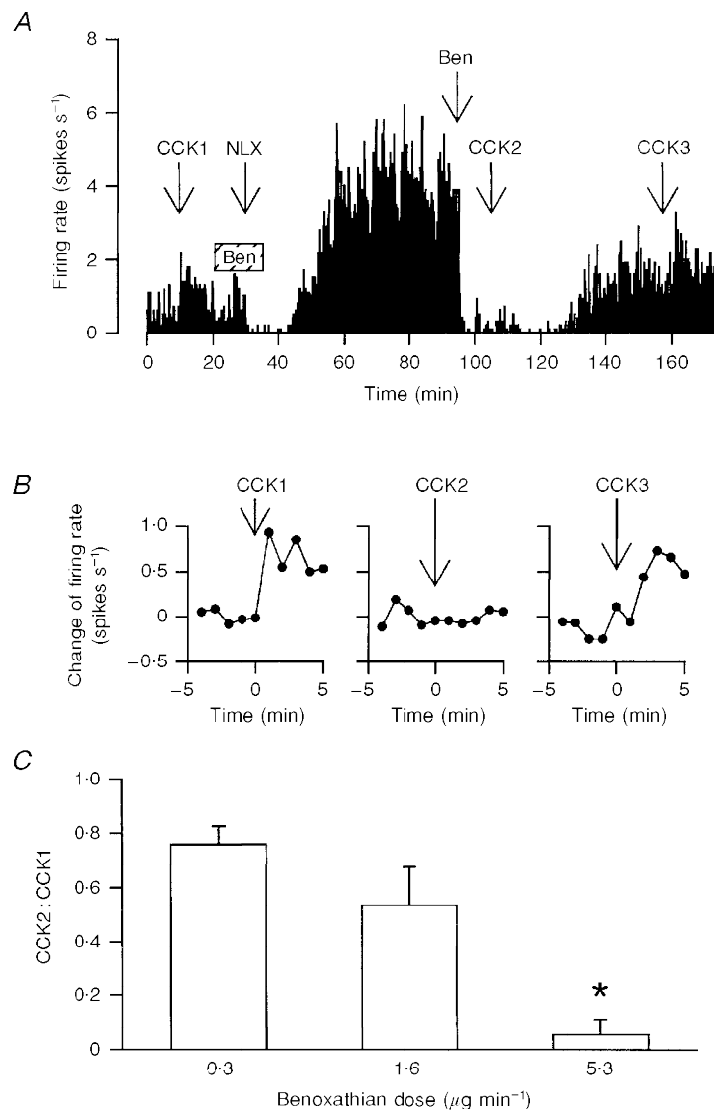 A
Firing rate (spikes s−1)
8
6
4
2
0
CCK1
NLX
Ben
Ben
CCK2
CCK3
0 20 40 60 80 100 120 140 160
Time (min)
B
Change of firing rate
(spikes s−1)
1·0
0·5
0
−0·5
CCK1
CCK2
CCK3
−5 0 5
−5 0 5
−5 0 5
Time (min)
Time (min)
Time (min)
C
CCK2:CCK1
1·0
0·8
0·6
0·4
0·2
0
*
0·3 1·6 5·3
Benoxathian dose (μg min−1)